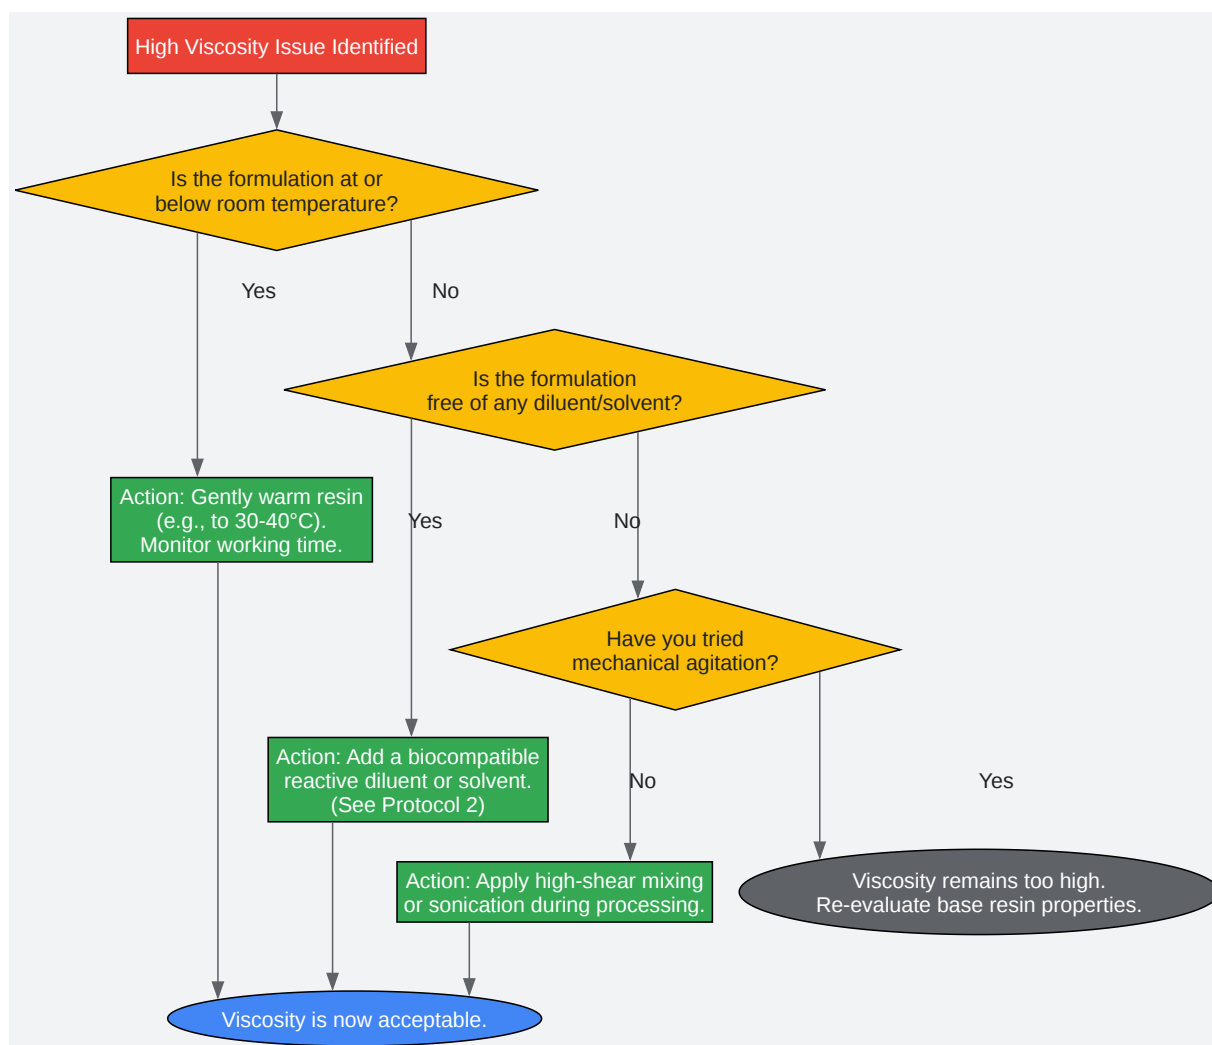 High Viscosity Issue Identified
Is the formulation at or
below room temperature?
Yes
No
Is the formulation
free of any diluent/solvent?
Action: Gently warm resin
(e.g., to 30-40°C).
Monitor working time.
Yes
No
Have you tried
mechanical agitation?
Action: Add a biocompatible
reactive diluent or solvent.
(See Protocol 2)
No
Yes
Action: Apply high-shear mixing
or sonication during processing.
Viscosity remains too high.
Re-evaluate base resin properties.
Viscosity is now acceptable.